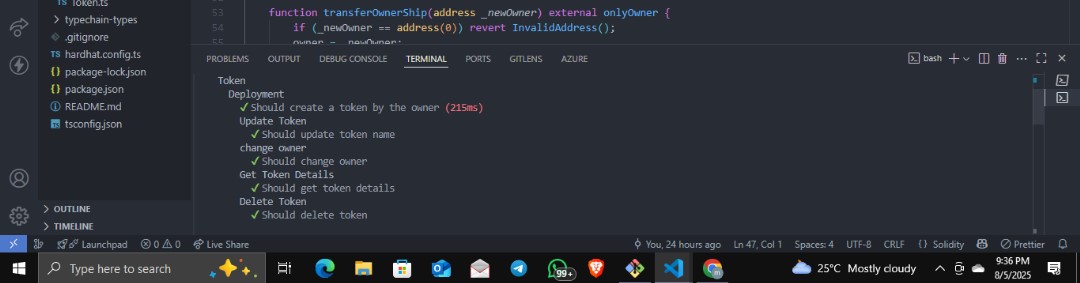 Token.ts
typechain-types
.gitignore
TS hardhat.config.ts
{} package-lock.json
{} package.json
README.md
tsconfig.json
OUTLINE
TIMELINE
53 function transferOwnerShip(address _newOwner) external onlyOwner {
54 if (_newOwner == address(0)) revert InvalidAddress();
55 owner = _newOwner;
PROBLEMS OUTPUT DEBUG CONSOLE TERMINAL PORTS GITLENS AZURE bash
Token
Deployment
✓ Should create a token by the owner (215ms)
Update Token
✓ Should update token name
change owner
✓ Should change owner
Get Token Details
✓ Should get token details
Delete Token
✓ Should delete token
Launchpad 0 0 Live Share You, 24 hours ago Ln 47, Col 1 Spaces: 4 UTF-8 CRLF {} Solidity Prettier
Type here to search 99+ 25°C Mostly cloudy 9:36 PM
8/5/2025